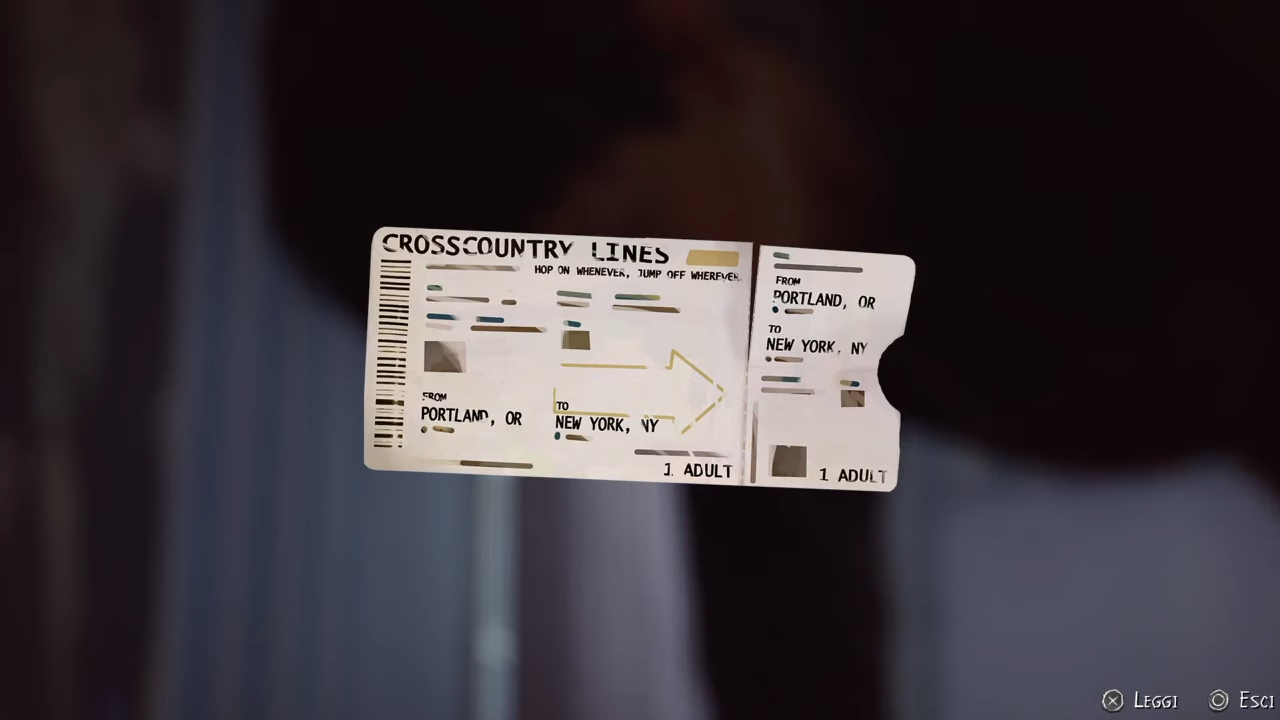 CROSSCOUNTRY LINES
HOP ON WHENEVER, JUMP OFF WHEREVER.
FROM
PORTLAND, OR
TO
NEW YORK, NY
1 ADULT
FROM
PORTLAND, OR
TO
NEW YORK, NY
1 ADULT
LEGGI
ESCI